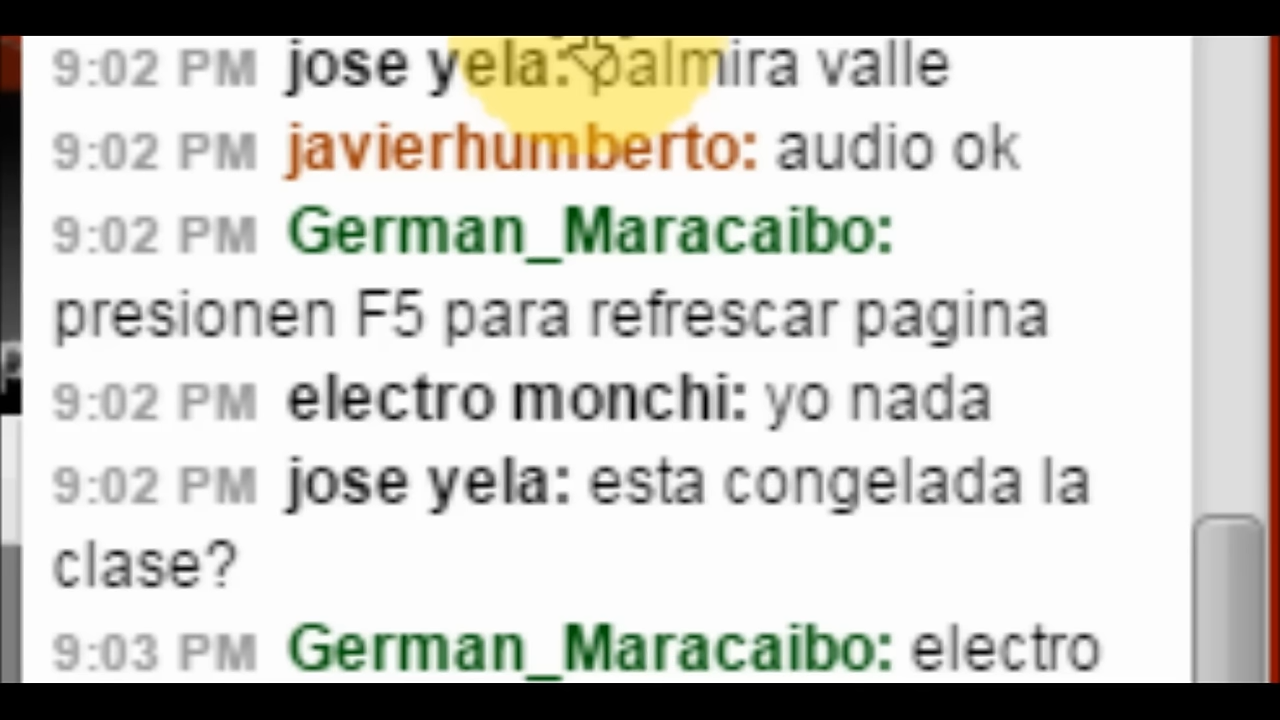 9:02 PM jose yela: palmira valle
9:02 PM javierhumberto: audio ok
9:02 PM German_Maracaibo:
presionen F5 para refrescar pagina
9:02 PM electro monchi: yo nada
9:02 PM jose yela: esta congelada la
clase?
9:03 PM German_Maracaibo: electro